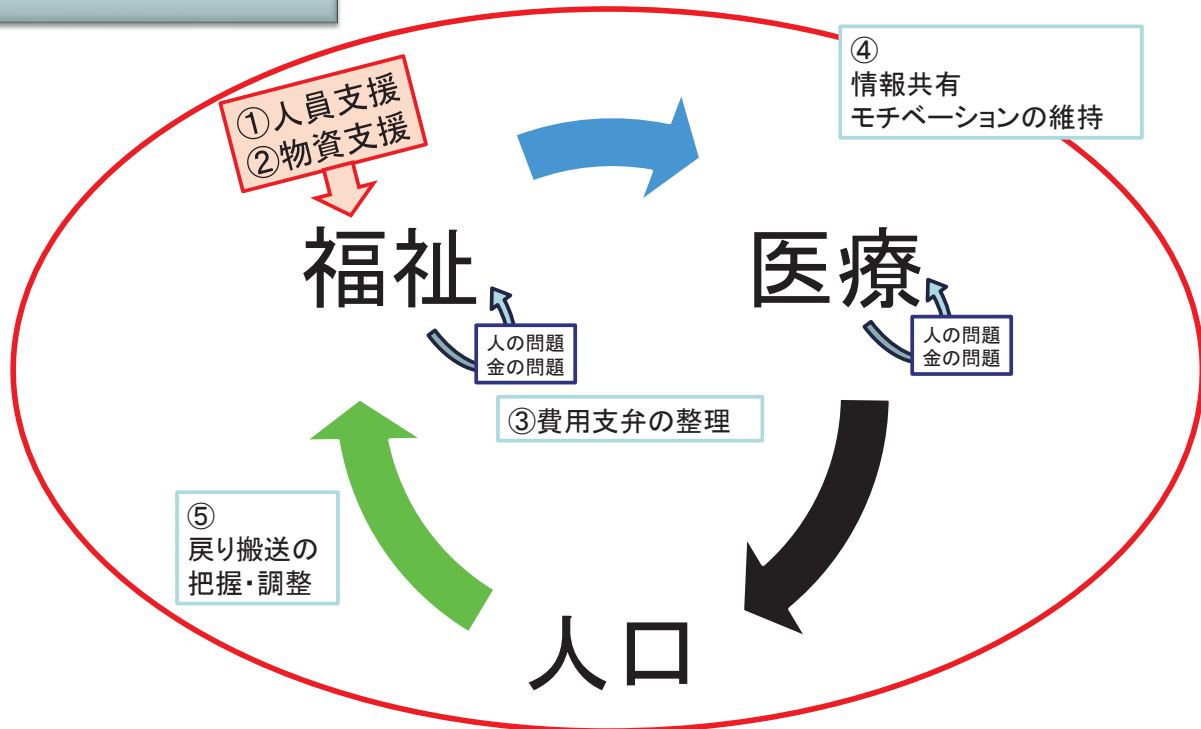 ①人員支援
②物資支援
④
情報共有
モチベーションの維持
福祉
医療
人の問題
金の問題
人の問題
金の問題
③費用支弁の整理
⑤
戻り搬送の
把握・調整
人口